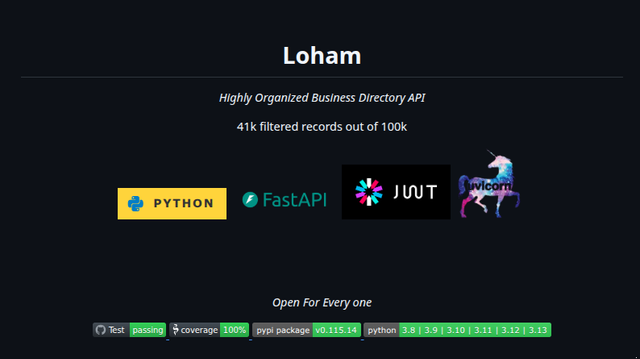 Loham
Highly Organized Business Directory API
41k filtered records out of 100k
PYTHON FastAPI JWT uvicorn
Open For Every one
Test passing coverage 100% pypi package v0.115.14 python 3.8 | 3.9 | 3.10 | 3.11 | 3.12 | 3.13